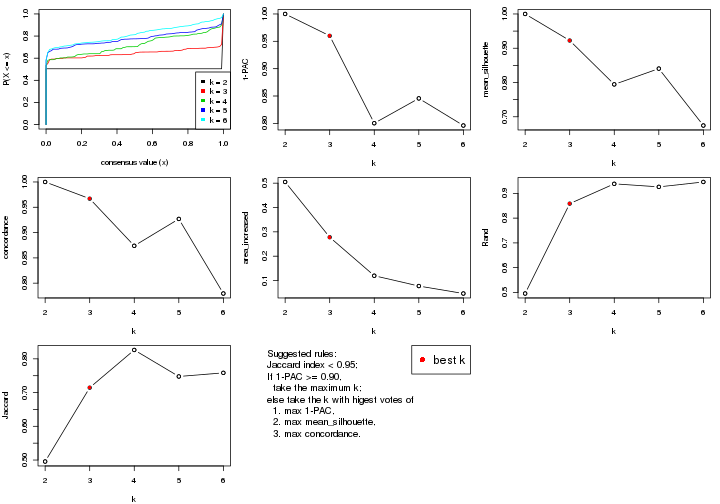 P(X <= x)
0.0 0.2 0.4 0.6 0.8 1.0
k = 2
k = 3
k = 4
k = 5
k = 6
0.0 0.2 0.4 0.6 0.8 1.0
consensus value (x)
1-PAC
0.80 0.85 0.90 0.95 1.00
2 3 4 5 6
k
mean_silhouette
0.70 0.80 0.90 1.00
2 3 4 5 6
k
concordance
0.80 0.85 0.90 0.95 1.00
2 3 4 5 6
k
area_increased
0.1 0.2 0.3 0.4 0.5
2 3 4 5 6
k
Rand
0.5 0.6 0.7 0.8 0.9
2 3 4 5 6
k
Jaccard
0.50 0.60 0.70 0.80
2 3 4 5 6
k
Suggested rules:
Jaccard index < 0.95;
If 1-PAC >= 0.90,
take the maximum k;
else take the k with higest votes of
1. max 1-PAC,
2. max mean_silhouette,
3. max concordance.
best k